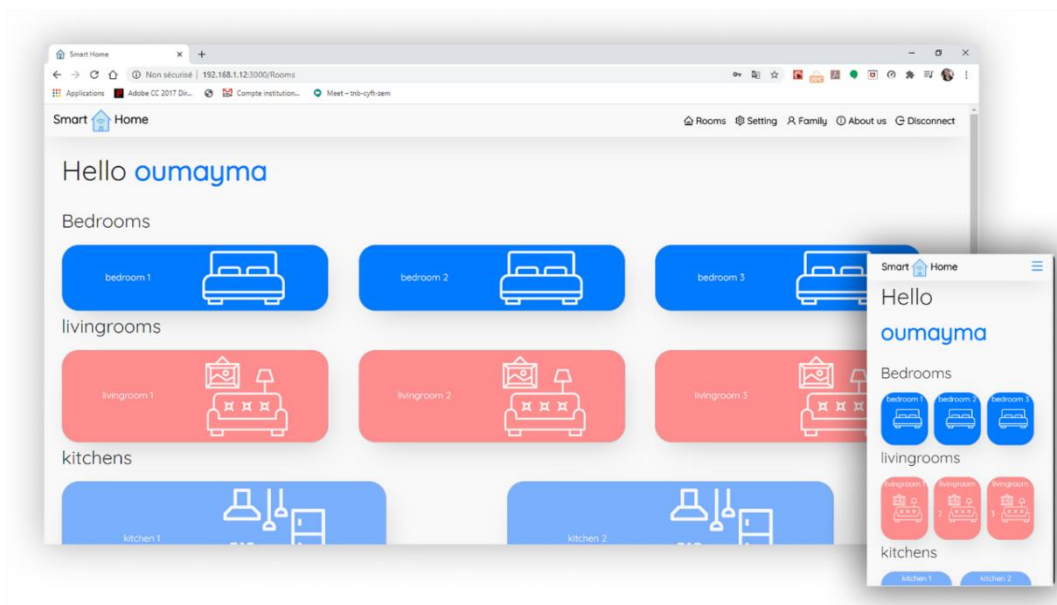 Smart Home
Non sécurisé | 192.168.1.12:3000/Rooms
Applications Adobe CC 2017 Dir... Compte institution... Meet – tnb-cyft-zem
Smart Home
Rooms Setting Family About us Disconnect
Hello oumayma
Bedrooms
bedroom 1 bedroom 2 bedroom 3
livingrooms
livingroom 1 livingroom 2 livingroom 3
kitchens
kitchen 1 kitchen 2
Smart Home
Hello
oumayma
Bedrooms
bedroom 1 bedroom 2 bedroom 3
livingrooms
livingroom 1 livingroom livingroom
2 3
kitchens
kitchen 1 kitchen 2